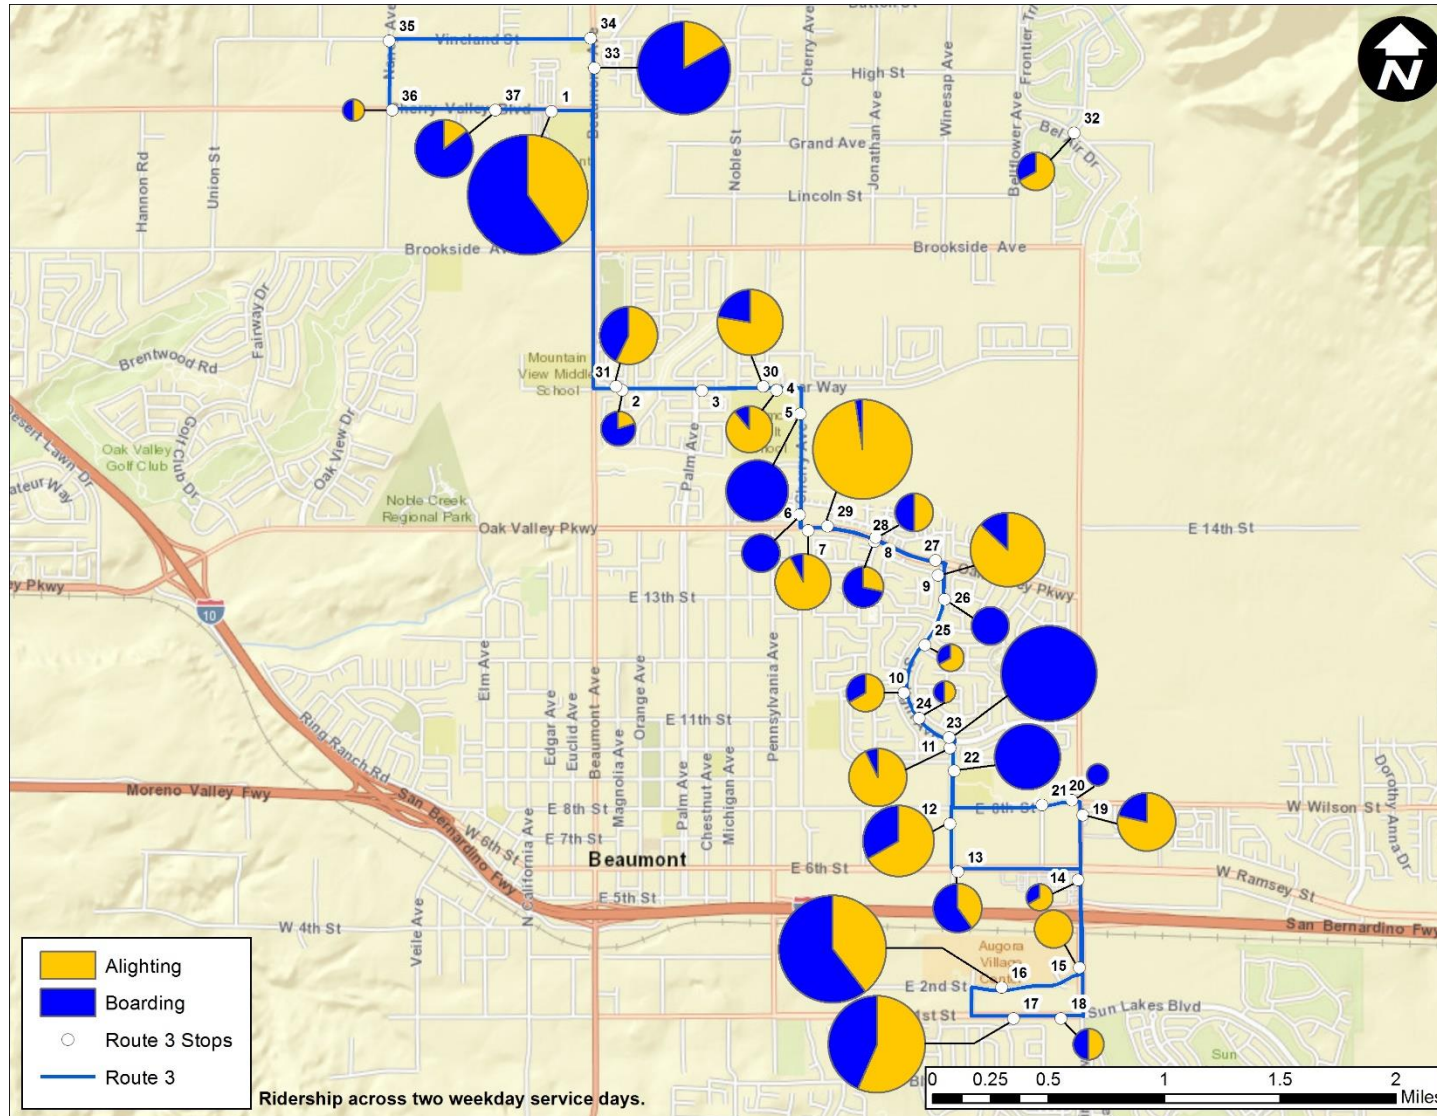 35
Vineland St
34
Cherry Ave
Winesap Ave
Bellflower Ave
Frontier
N
33
High St
36
Cherry Valley Blvd
37
1
Beaumont Ave
32
Bel Air Dr
Grand Ave
Noble St
Jonathan Ave
Hannon Rd
Union St
Lincoln St
Brookside
Brookside Ave
Fairway Dr
Brentwood Rd
Mountain
View Middle
School
31
2
3
30
4
5
Palm Ave
Cherry Ave
Desert Lawn Dr
Golf Club Dr
Oak View Dr
Oak Valley
Golf Club
Noble Creek
Regional Park
Oak Valley Pkwy
6
29
28
7
8
E 14th St
27
9
26
E 13th St
10
25
Elm Ave
Edgar Ave
Euclid Ave
Beaumont Ave
Magnolia Ave
Orange Ave
Palm Ave
Chestnut Ave
Michigan Ave
Pennsylvania Ave
10
24
23
11
E 11th St
22
Ring Ranch Rd
Moreno Valley Fwy
San Bernardino Fwy
E 8th St
E 8th St
21
20
19
W Wilson St
Dorothy Anna Dr
W 6th St
N California Ave
E 7th St
12
Beaumont
E 6th St
13
14
W Ramsey St
E 5th St
W 4th St
Veile Ave
San Bernardino Fwy
Augora
Village
Center
15
16
E 2nd St
17
18
1st St
Sun Lakes Blvd
Sun
Alighting
Boarding
Route 3 Stops
Route 3
Ridership across two weekday service days.
0 0.25 0.5 1 1.5 2
Miles